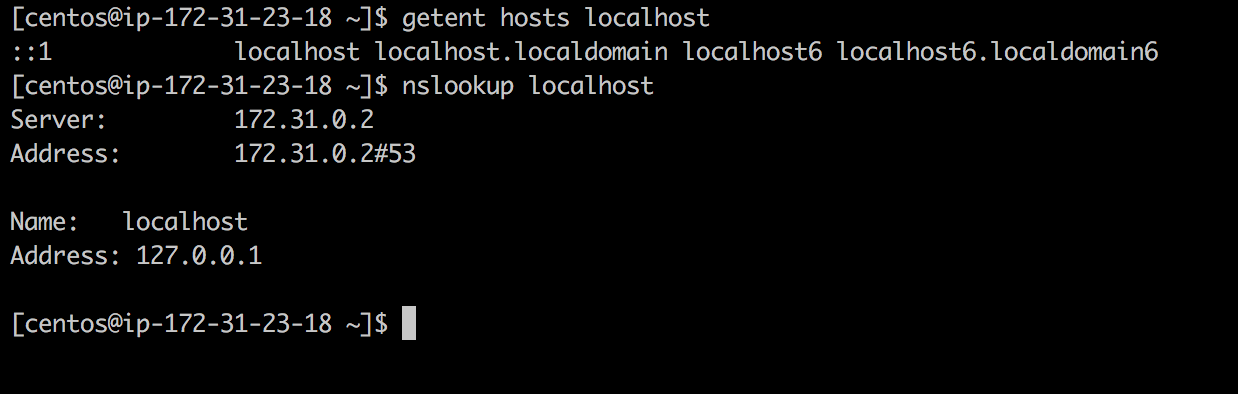 [centos@ip-172-31-23-18 ~]$ getent hosts localhost
::1             localhost localhost.localdomain localhost6 localhost6.localdomain6
[centos@ip-172-31-23-18 ~]$ nslookup localhost
Server:         172.31.0.2
Address:        172.31.0.2#53
Name:   localhost
Address: 127.0.0.1
[centos@ip-172-31-23-18 ~]$